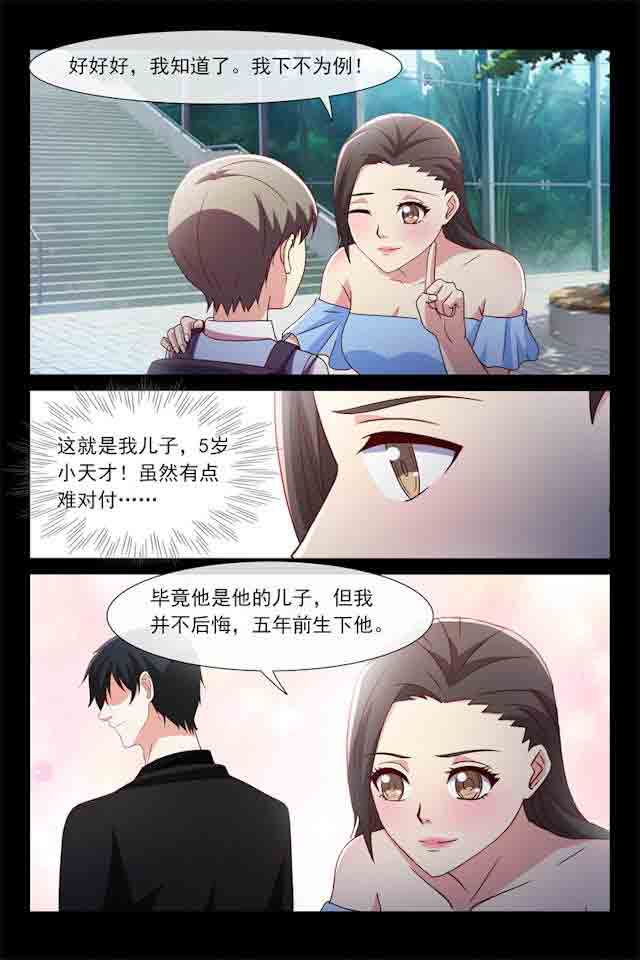 好好好，我知道了。我下不为例！
这就是我儿子，5岁
小天才！虽然有点
难对付……
毕竟他是他的儿子，但我
并不后悔，五年前生下他。